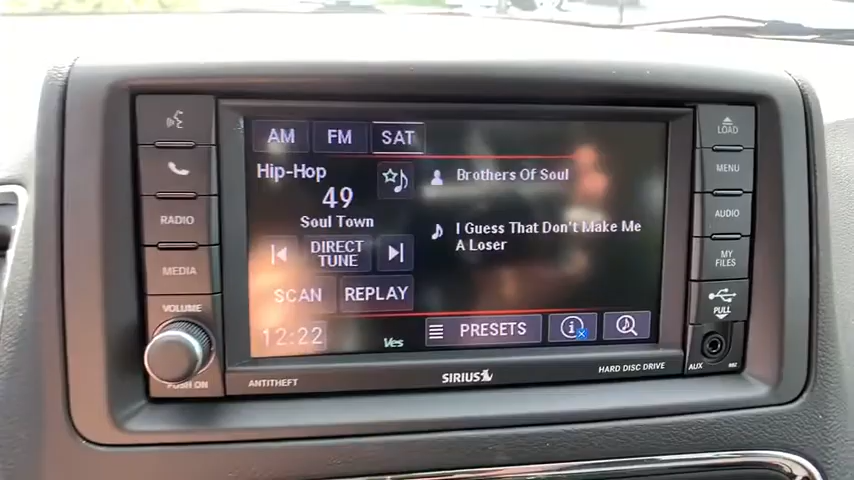 AM FM SAT
Hip-Hop
49
Soul Town
DIRECT
TUNE
SCAN REPLAY
12:22
Yes
Brothers Of Soul
I Guess That Don't Make Me
A Loser
PRESETS
RADIO
MEDIA
VOLUME
PUSH ON
LOAD
MENU
AUDIO
MY
FILES
PULL
AUX
ANTITHEFT
SIRIUS
HARD DISC DRIVE